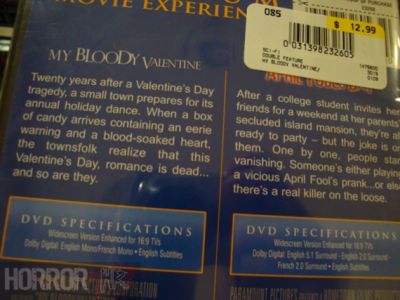 MOVIE EXPERIEN
OF PURCHASE
085
$ 12.99
0 031398 232605
SCI-FI
DOUBLE FEATURE
MY BLOODY VALENTINE/
MY BLOODY VALENTINE
Twenty years after a Valentine's Day
tragedy, a small town prepares for its
annual holiday dance. When a box
of candy arrives containing an eerie
warning and a blood-soaked heart,
the townsfolk realize that this
Valentine's Day, romance is dead...
and so are they.
DVD SPECIFICATIONS
Widescreen Version Enhanced for 16:9 TVs
Dolby Digital: English Mono/French Mono • English Subtitles
APRIL FOOL'S DAY
After a college student invites her
friends for a weekend at her parents'
secluded island mansion, they're all
ready to party – but the joke is on
them. One by one, people start
vanishing. Someone's either playing
a vicious April Fool's prank...or else
there's a real killer on the loose.
DVD SPECIFICATIONS
Widescreen Version Enhanced for 16:9 TVs
Dolby Digital: English 5.1 Surround - English 2.0 Surround -
French 2.0 Surround • English Subtitles
HORROR
PARAMOUNT PICTURES